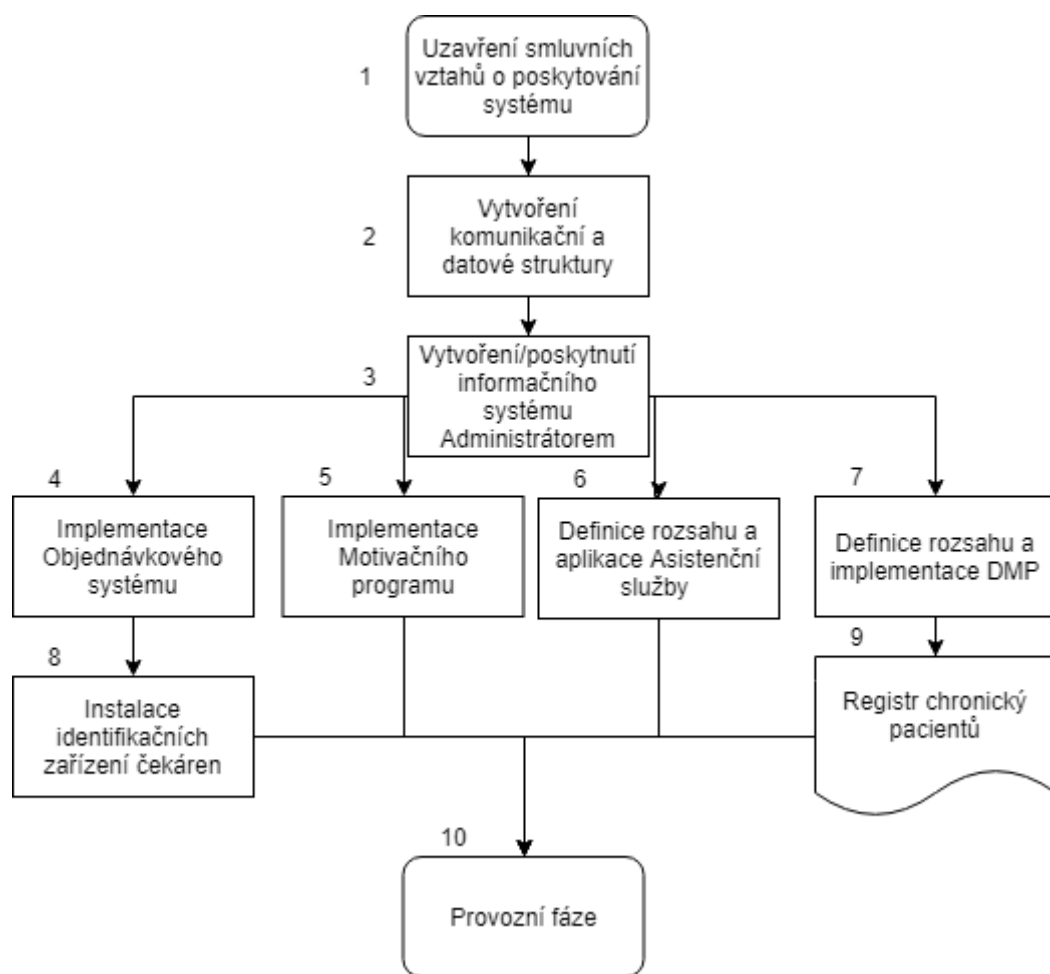 1
Uzavření smluvních
vztahů o poskytování
systému
2
Vytvoření
komunikační a
datové struktury
3
Vytvoření/poskytnutí
informačního
systému
Administrátorem
4
Implementace
Objednávkového
systému
5
Implementace
Motivačního
programu
6
Definice rozsahu a
aplikace Asistenční
služby
7
Definice rozsahu a
implementace DMP
8
Instalace
identifikačních
zařízení čekáren
9
Registr chronický
pacientů
10
Provozní fáze